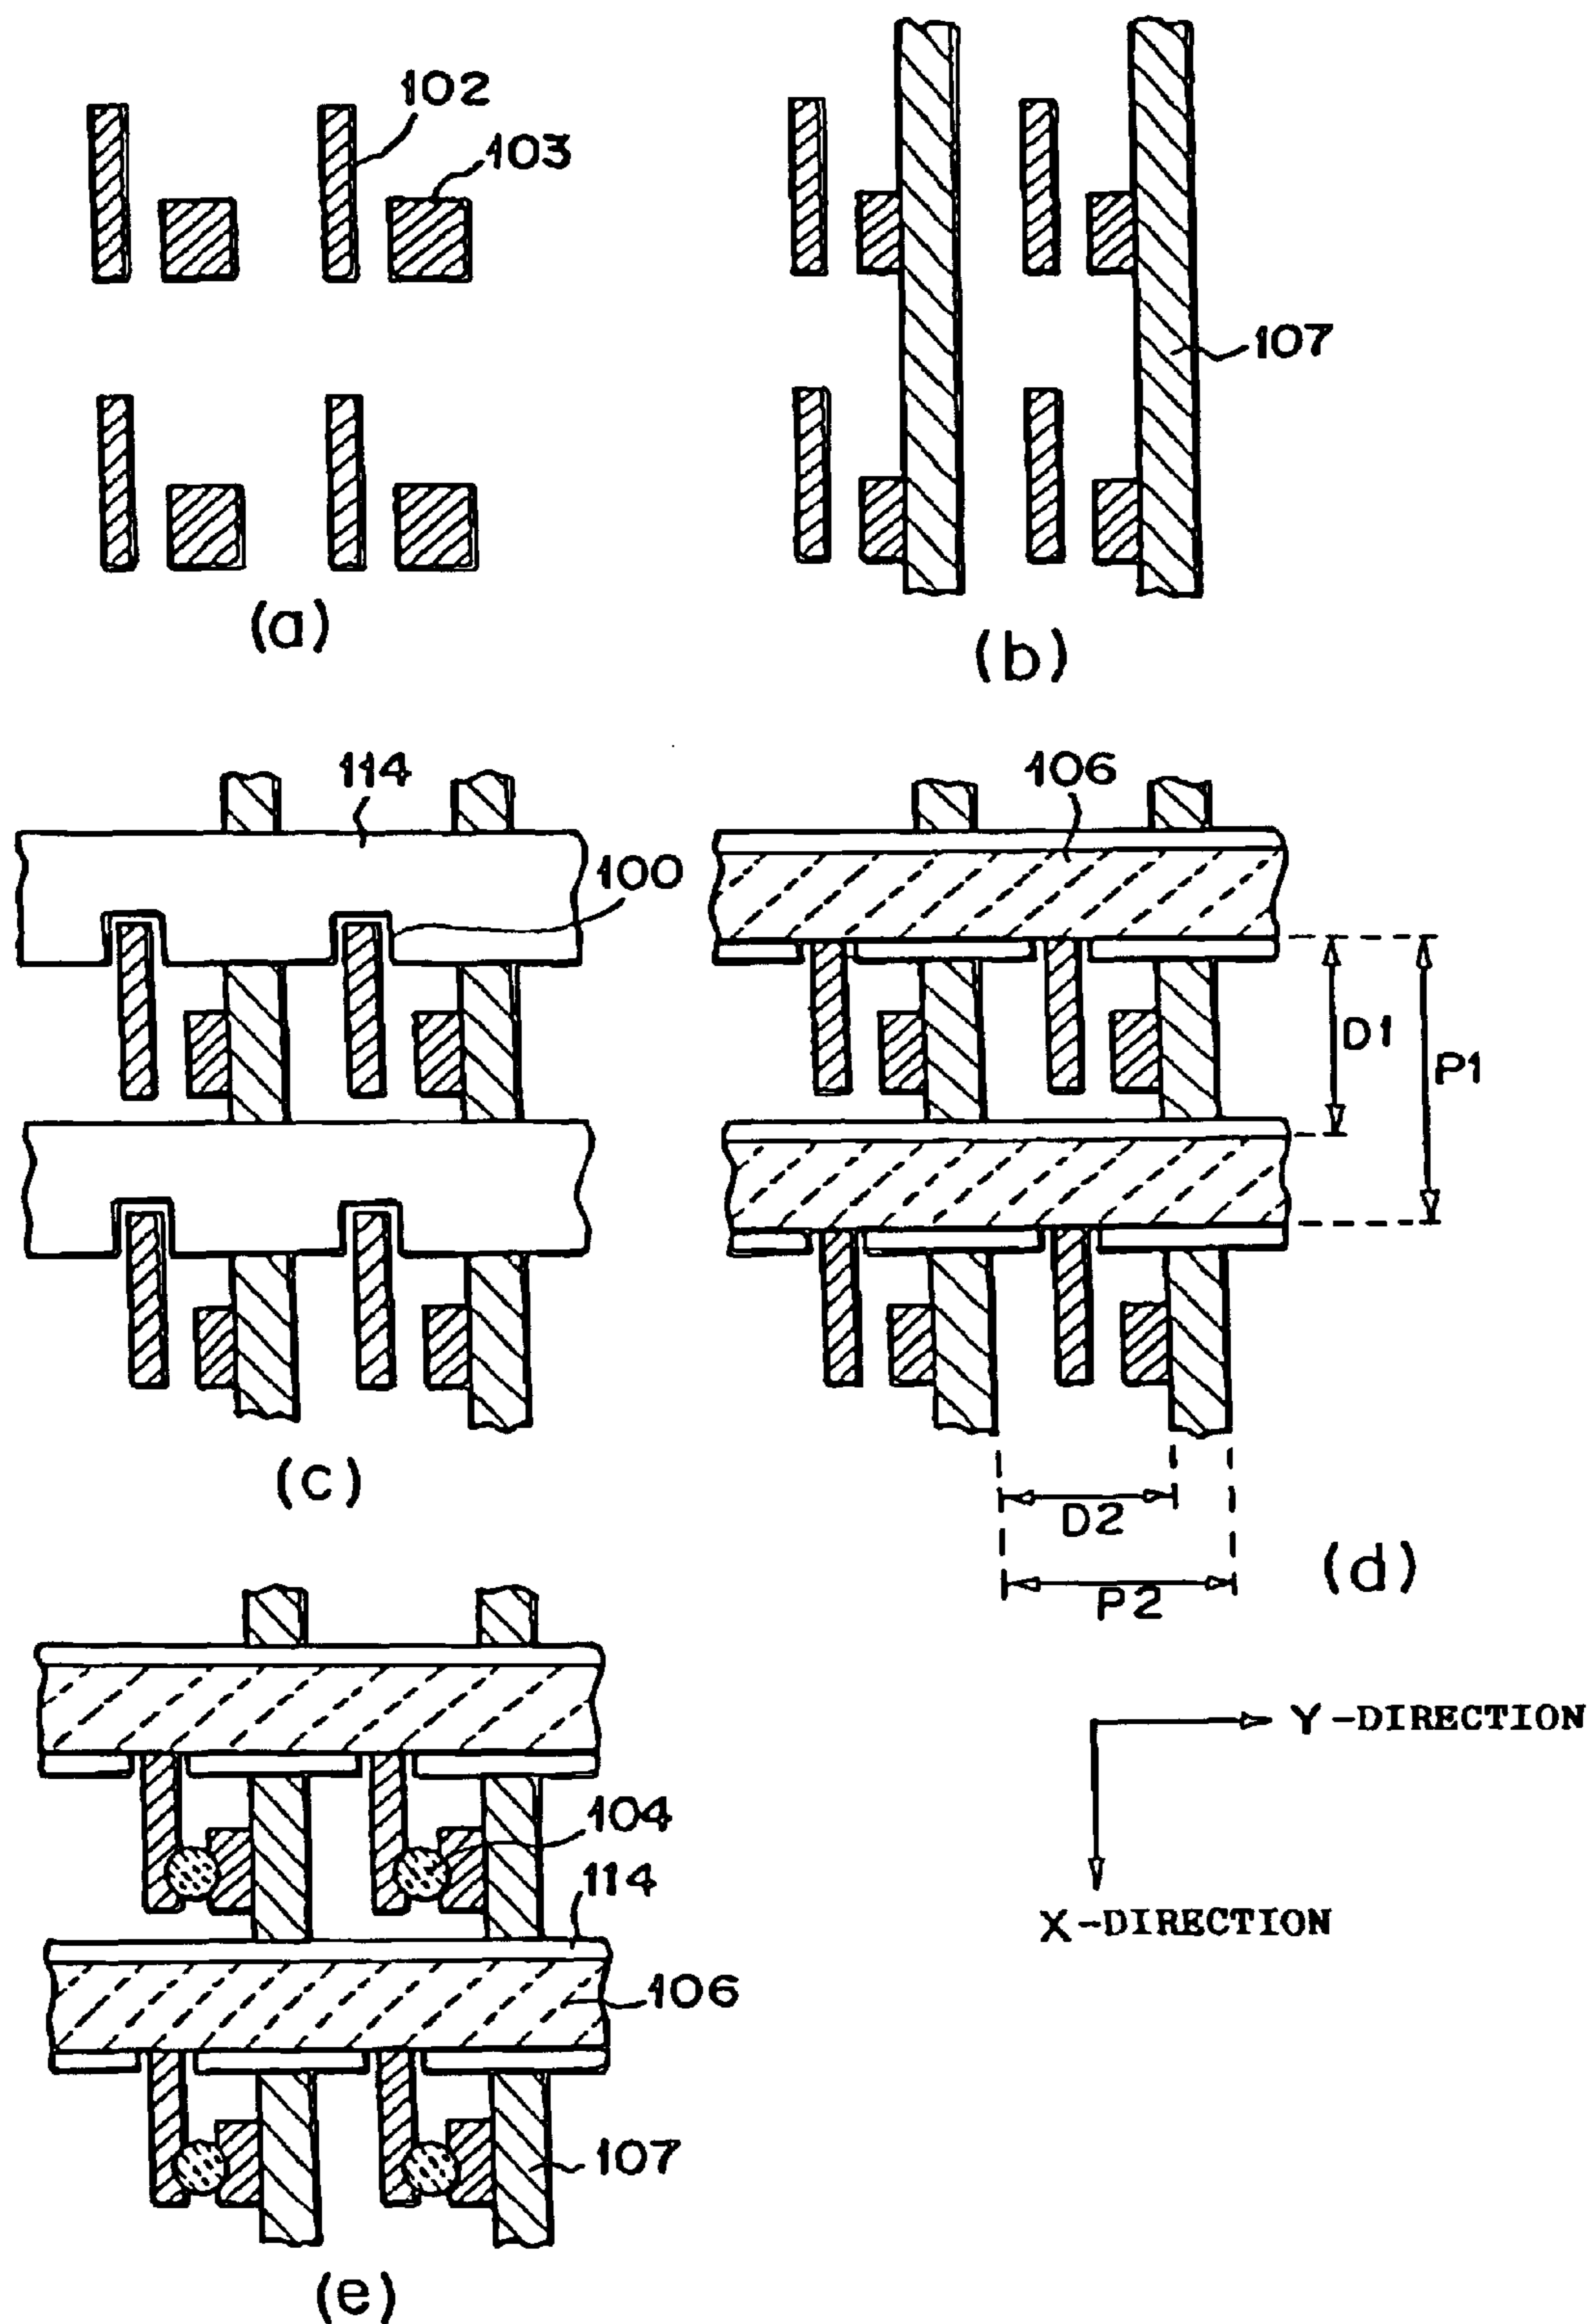 102
103
107
(a)
(b)
114
100
106
D1
P1
(c)
D2
P2
(d)
104
114
106
107
Y-DIRECTION
X-DIRECTION
(e)